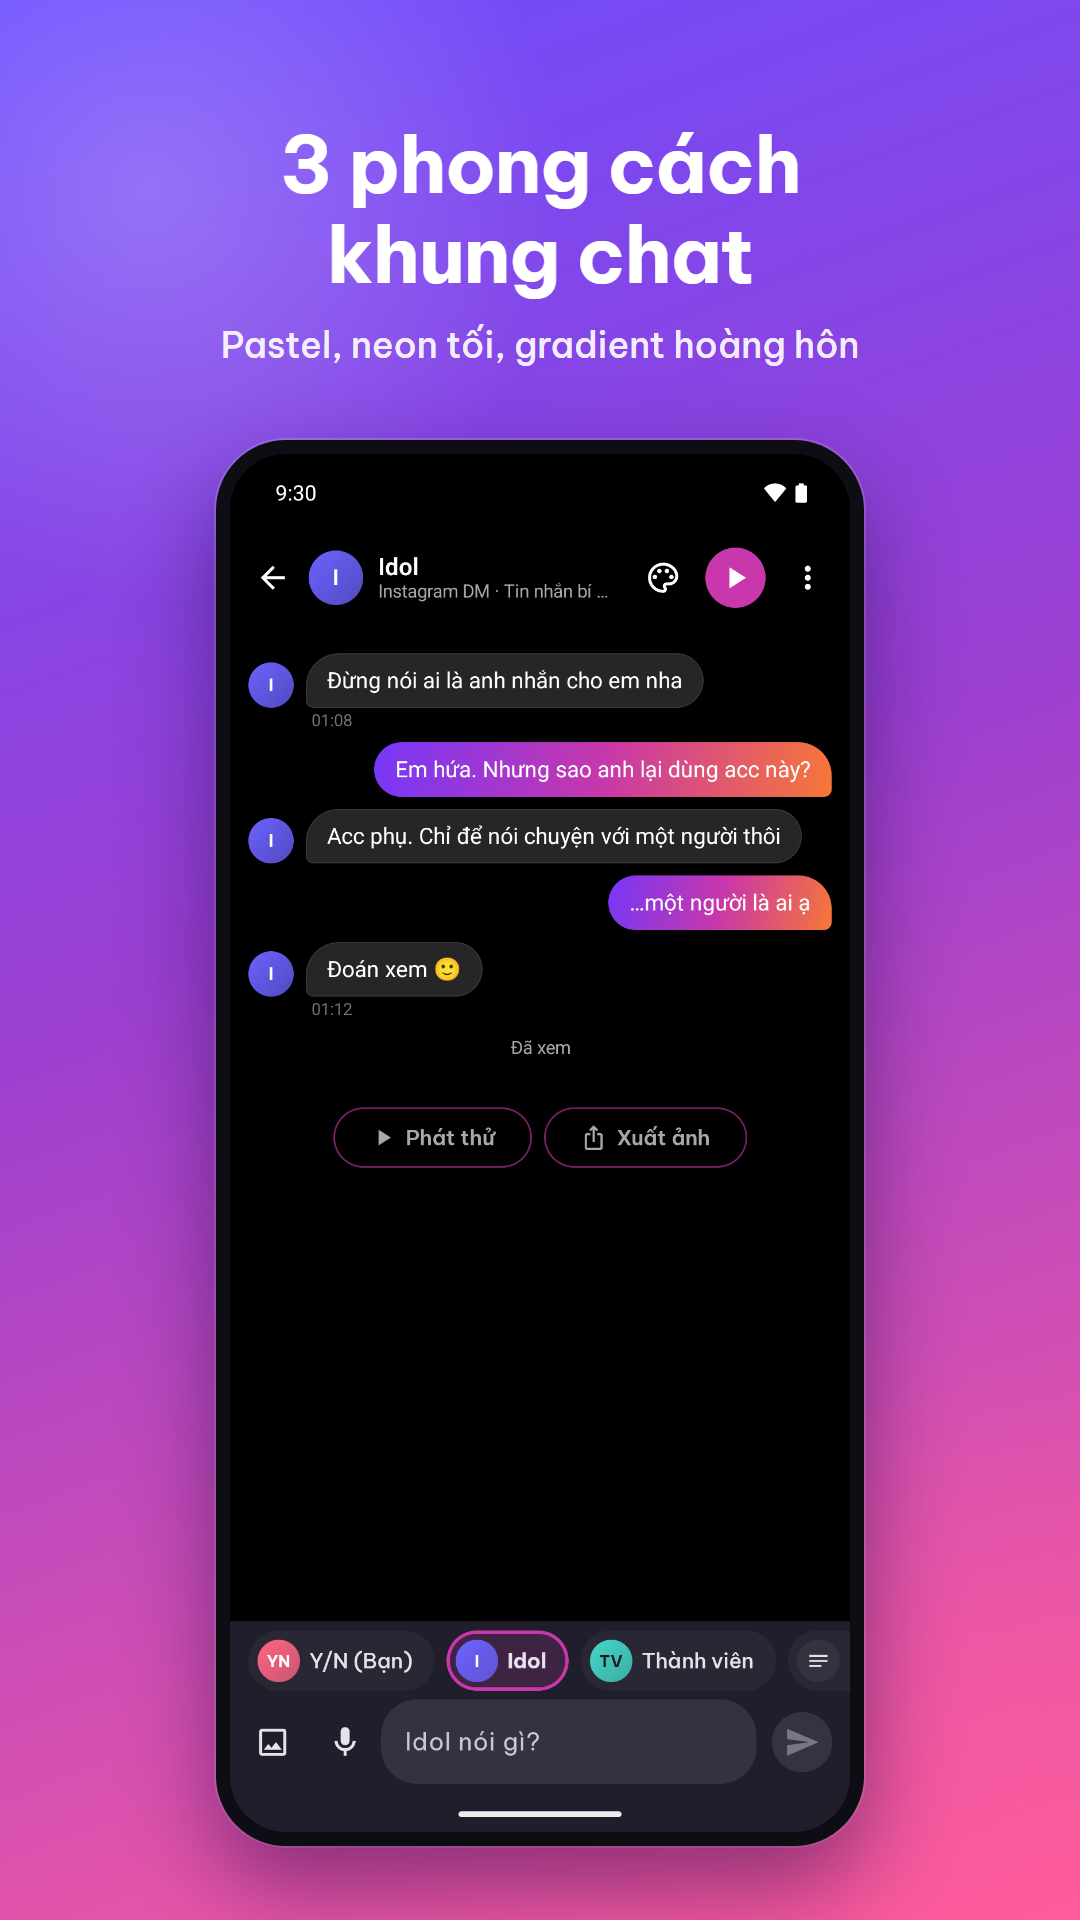 3 phong cách
khung chat
Pastel, neon tối, gradient hoàng hôn
9:30
I
Idol
Instagram DM · Tin nhắn bí ...
I
Đừng nói ai là anh nhắn cho em nha
01:08
Em hứa. Nhưng sao anh lại dùng acc này?
I
Acc phụ. Chỉ để nói chuyện với một người thôi
...một người là ai ạ
I
Đoán xem 🙂
01:12
Đã xem
Phát thử
Xuất ảnh
YN Y/N (Bạn)
I Idol
TV Thành viên
Idol nói gì?